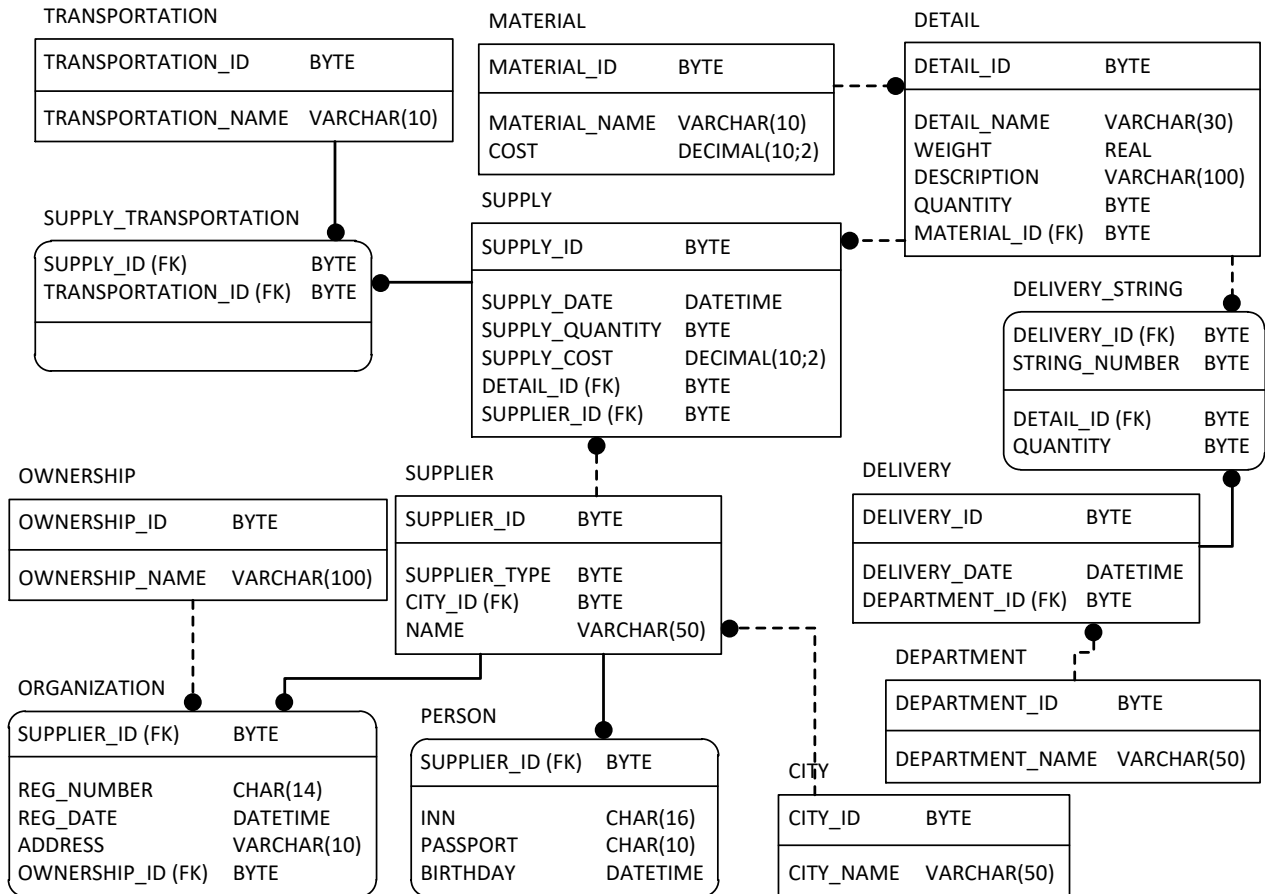 TRANSPORTATION
TRANSPORTATION_ID BYTE
TRANSPORTATION_NAME VARCHAR(10)
MATERIAL
MATERIAL_ID BYTE
MATERIAL_NAME VARCHAR(10)
COST DECIMAL(10;2)
DETAIL
DETAIL_ID BYTE
DETAIL_NAME VARCHAR(30)
WEIGHT REAL
DESCRIPTION VARCHAR(100)
QUANTITY BYTE
MATERIAL_ID (FK) BYTE
SUPPLY_TRANSPORTATION
SUPPLY_ID (FK) BYTE
TRANSPORTATION_ID (FK) BYTE
SUPPLY
SUPPLY_ID BYTE
SUPPLY_DATE DATETIME
SUPPLY_QUANTITY BYTE
SUPPLY_COST DECIMAL(10;2)
DETAIL_ID (FK) BYTE
SUPPLIER_ID (FK) BYTE
DELIVERY_STRING
DELIVERY_ID (FK) BYTE
STRING_NUMBER BYTE
DETAIL_ID (FK) BYTE
QUANTITY BYTE
OWNERSHIP
OWNERSHIP_ID BYTE
OWNERSHIP_NAME VARCHAR(100)
SUPPLIER
SUPPLIER_ID BYTE
SUPPLIER_TYPE BYTE
CITY_ID (FK) BYTE
NAME VARCHAR(50)
DELIVERY
DELIVERY_ID BYTE
DELIVERY_DATE DATETIME
DEPARTMENT_ID (FK) BYTE
DEPARTMENT
DEPARTMENT_ID BYTE
DEPARTMENT_NAME VARCHAR(50)
ORGANIZATION
SUPPLIER_ID (FK) BYTE
REG_NUMBER CHAR(14)
REG_DATE DATETIME
ADDRESS VARCHAR(10)
OWNERSHIP_ID (FK) BYTE
PERSON
SUPPLIER_ID (FK) BYTE
INN CHAR(16)
PASSPORT CHAR(10)
BIRTHDAY DATETIME
CITY
CITY_ID BYTE
CITY_NAME VARCHAR(50)